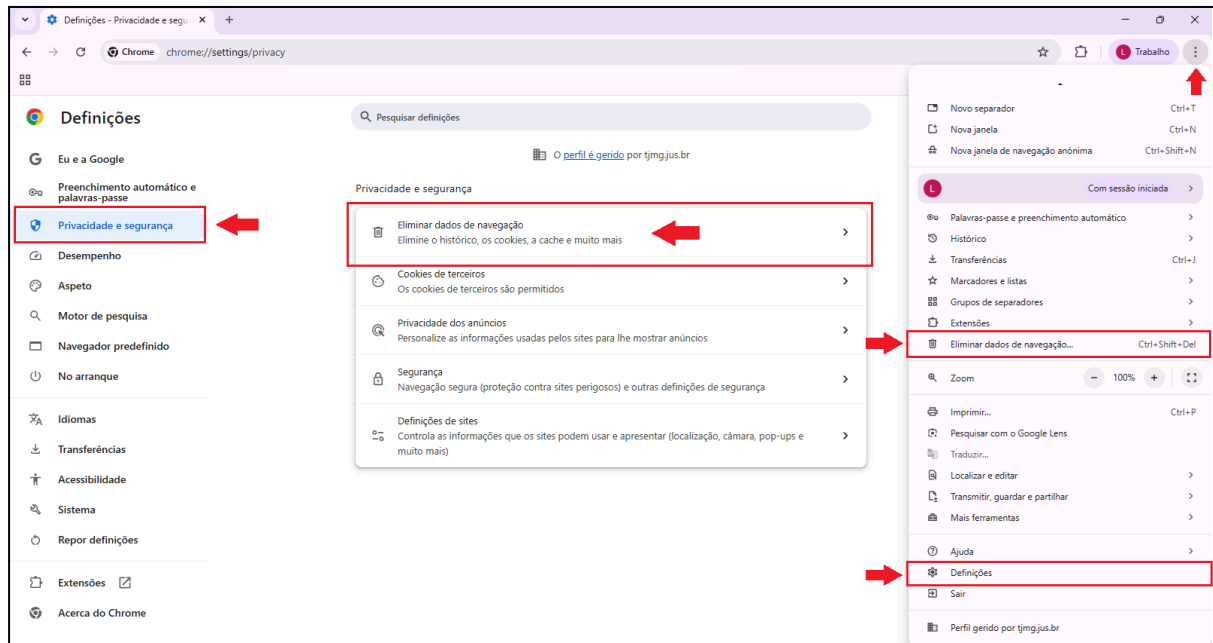 Definições - Privacidade e segu
Chrome chrome://settings/privacy
L Trabalho
Definições
Eu e a Google
Preenchimento automático e
palavras-passe
Privacidade e segurança
Desempenho
Aspeto
Motor de pesquisa
Navegador predefinido
No arranque
Idiomas
Transferências
Acessibilidade
Sistema
Repor definições
Extensões
Acerca do Chrome
Pesquisar definições
O perfil é gerido por tjmg.jus.br
Privacidade e segurança
Eliminar dados de navegação
Elimine o histórico, os cookies, a cache e muito mais
Cookies de terceiros
Os cookies de terceiros são permitidos
Privacidade dos anúncios
Personalize as informações usadas pelos sites para lhe mostrar anúncios
Segurança
Navegação segura (proteção contra sites perigosos) e outras definições de segurança
Definições de sites
Controla as informações que os sites podem usar e apresentar (localização, câmara, pop-ups e
muito mais)
Novo separador Ctrl+T
Nova janela Ctrl+N
Nova janela de navegação anónima Ctrl+Shift+N
L Com sessão iniciada
Palavras-passe e preenchimento automático
Histórico
Transferências Ctrl+J
Marcadores e listas
Grupos de separadores
Extensões
Eliminar dados de navegação... Ctrl+Shift+Del
Zoom − 100% +
Imprimir... Ctrl+P
Pesquisar com o Google Lens
Traduzir...
Localizar e editar
Transmitir, guardar e partilhar
Mais ferramentas
Ajuda
Definições
Sair
Perfil gerido por tjmg.jus.br